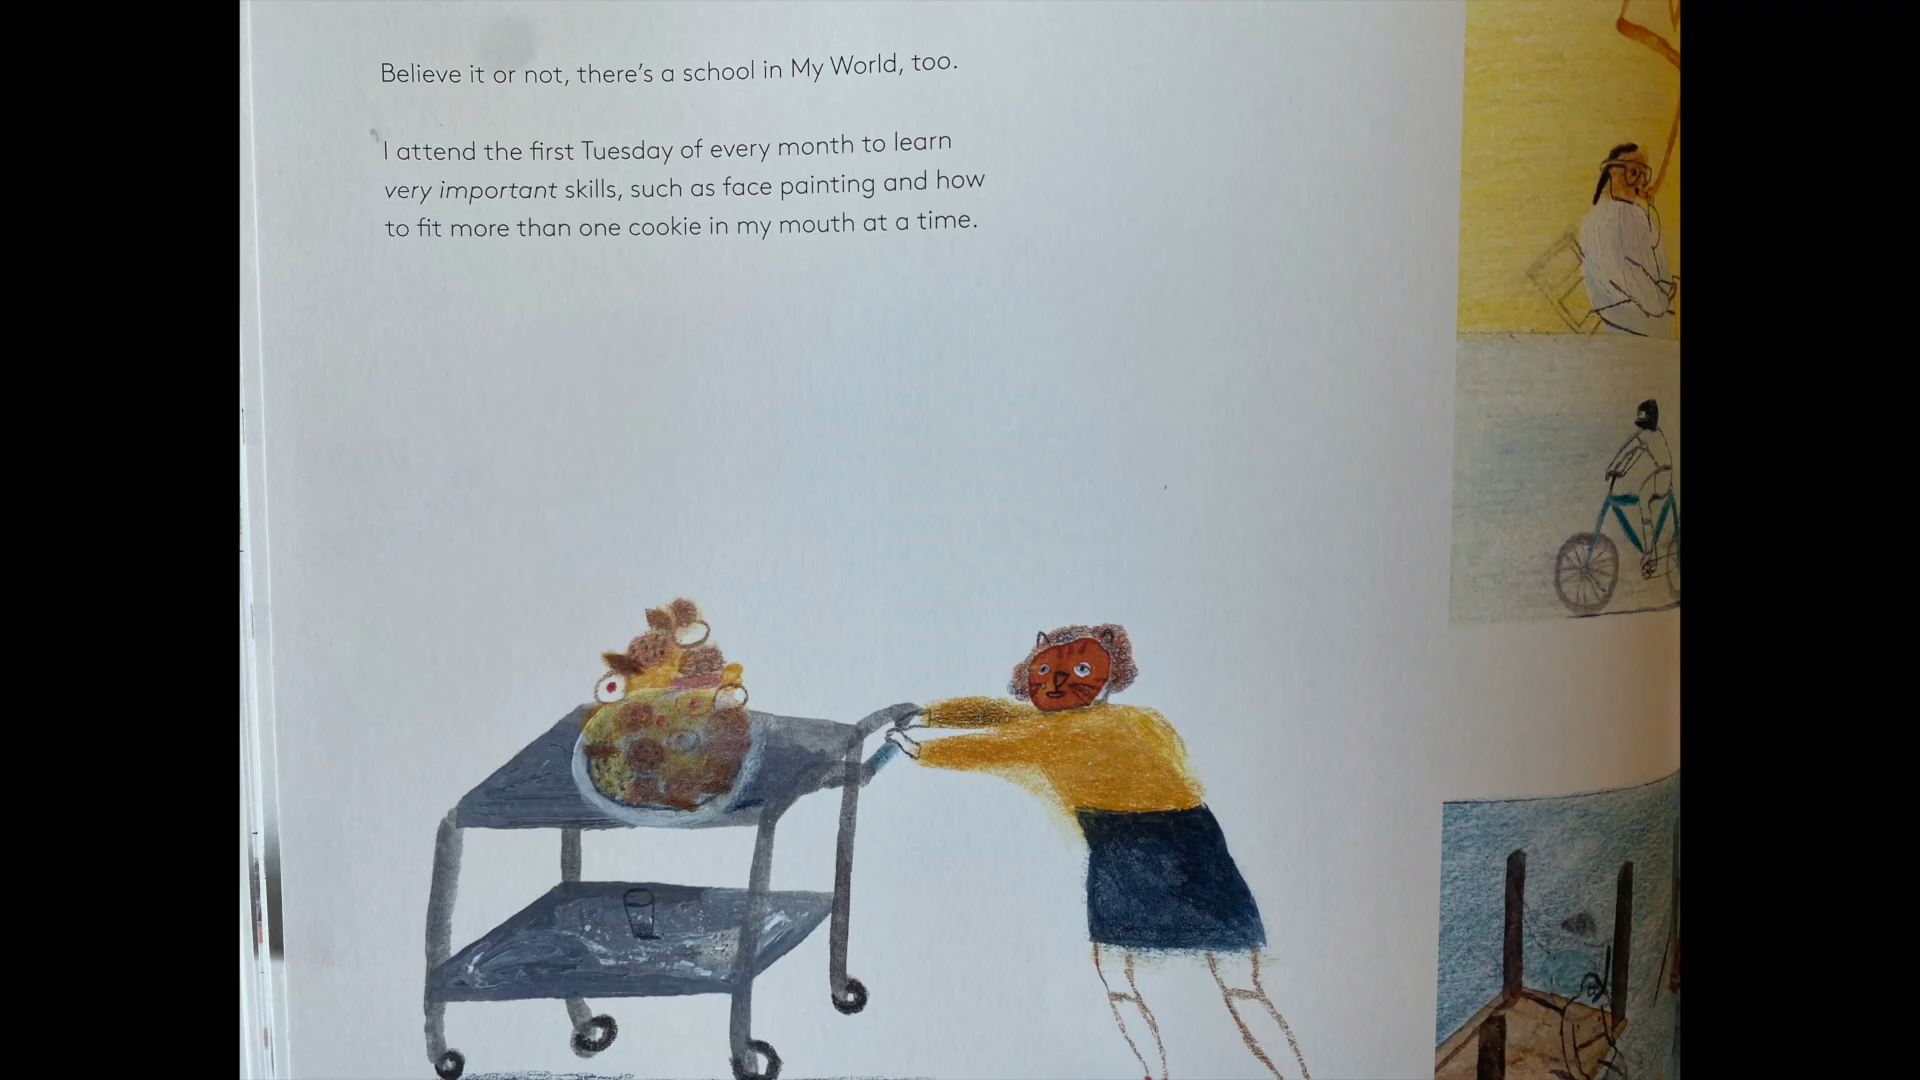 Believe it or not, there's a school in My World, too.
I attend the first Tuesday of every month to learn
very important skills, such as face painting and how
to fit more than one cookie in my mouth at a time.